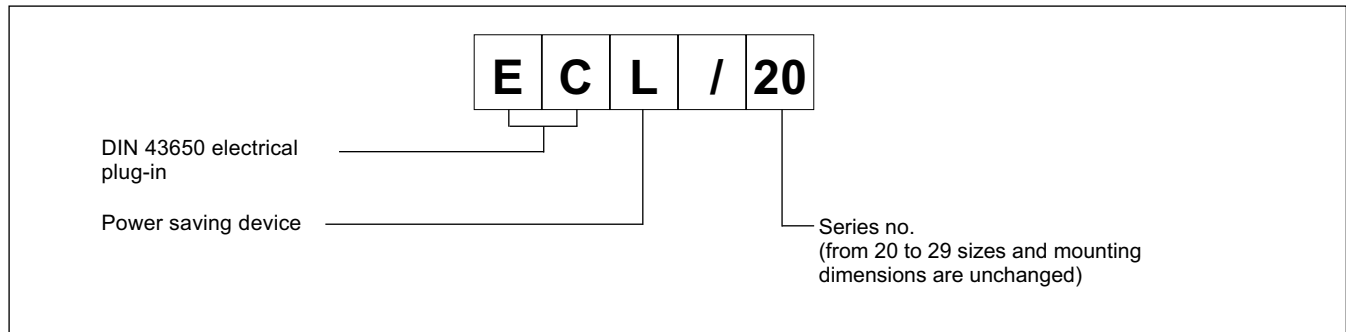 E C L / 20
DIN 43650 electrical
plug-in
Power saving device
Series no.
(from 20 to 29 sizes and mounting
dimensions are unchanged)